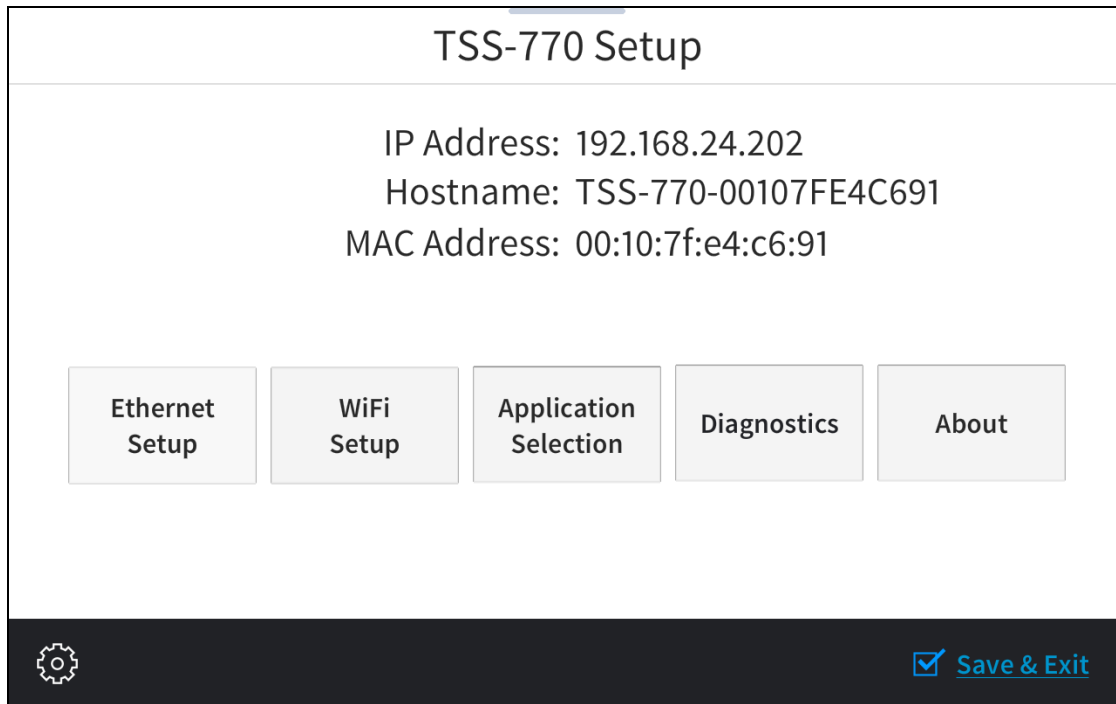 TSS-770 Setup
IP Address: 192.168.24.202
Hostname: TSS-770-00107FE4C691
MAC Address: 00:10:7f:e4:c6:91
Ethernet
Setup
WiFi
Setup
Application
Selection
Diagnostics
About
Save & Exit